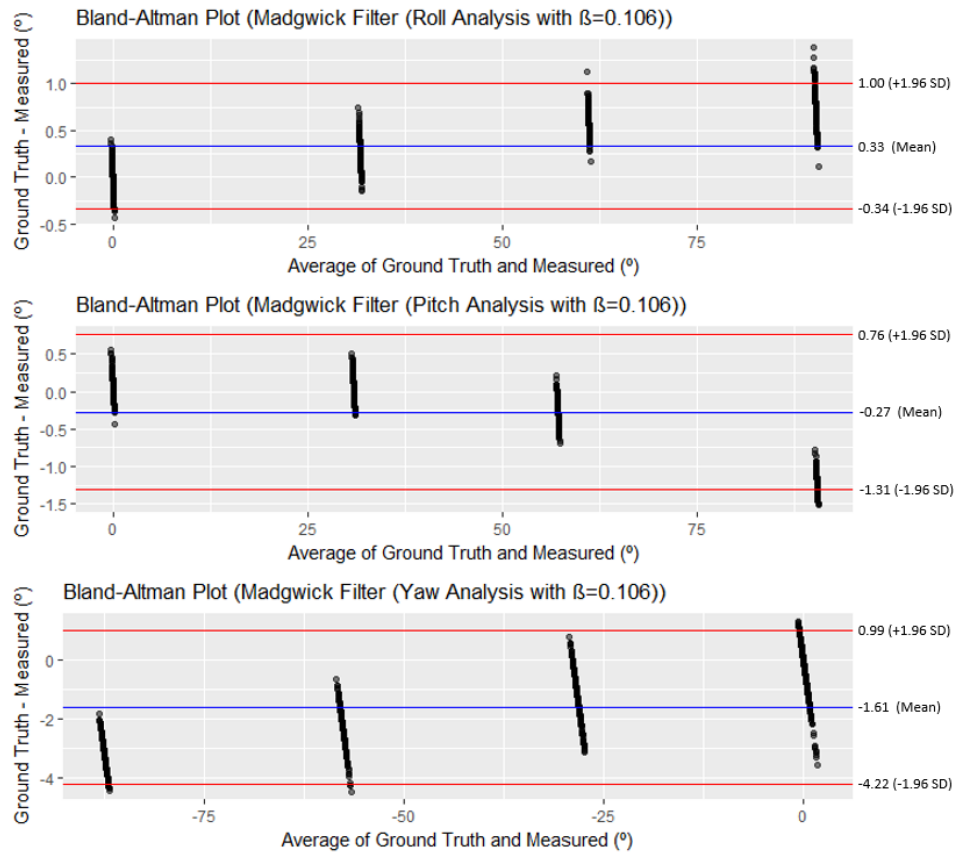 Bland-Altman Plot (Madgwick Filter (Roll Analysis with ß=0.106))
Ground Truth - Measured (º)
1.0
0.5
0.0
-0.5
1.00 (+1.96 SD)
0.33 (Mean)
-0.34 (-1.96 SD)
0 25 50 75
Average of Ground Truth and Measured (º)
Bland-Altman Plot (Madgwick Filter (Pitch Analysis with ß=0.106))
Ground Truth - Measured (º)
0.5
0.0
-0.5
-1.0
-1.5
0.76 (+1.96 SD)
-0.27 (Mean)
-1.31 (-1.96 SD)
0 25 50 75
Average of Ground Truth and Measured (º)
Bland-Altman Plot (Madgwick Filter (Yaw Analysis with ß=0.106))
Ground Truth - Measured (º)
0
-2
-4
0.99 (+1.96 SD)
-1.61 (Mean)
-4.22 (-1.96 SD)
-75 -50 -25 0
Average of Ground Truth and Measured (º)